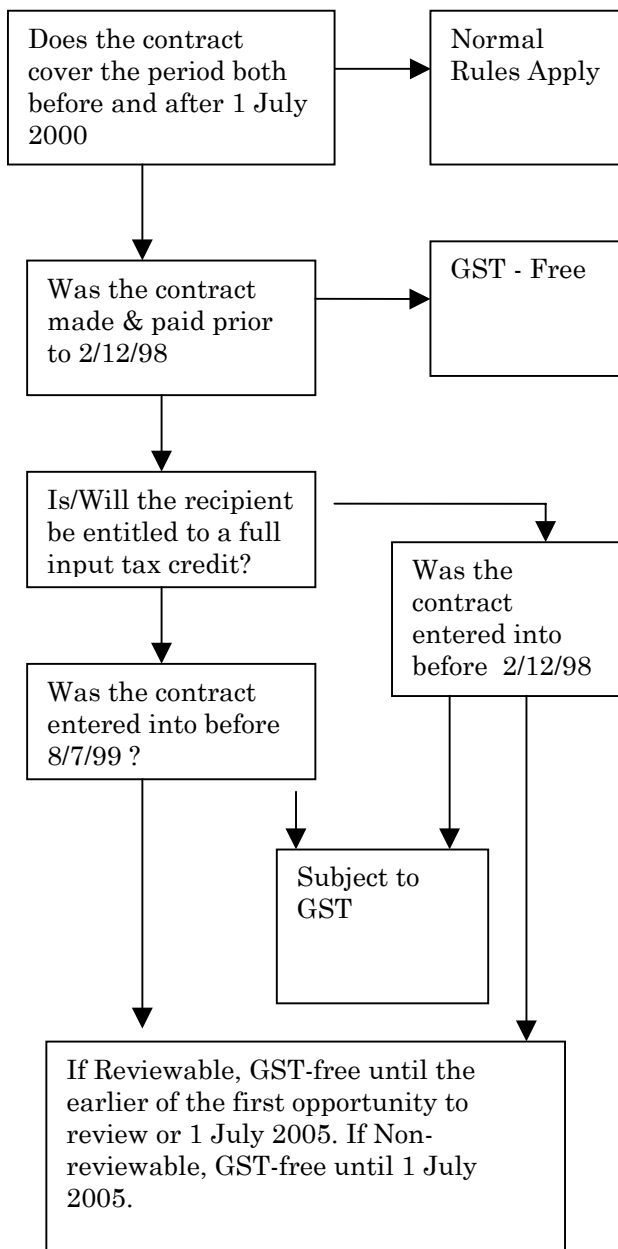 Does the contract
cover the period both
before and after 1 July
2000
Normal
Rules Apply
Was the contract
made & paid prior
to 2/12/98
GST - Free
Is/Will the recipient
be entitled to a full
input tax credit?
Was the
contract
entered into
before 2/12/98
Was the contract
entered into before
8/7/99 ?
Subject to
GST
If Reviewable, GST-free until the
earlier of the first opportunity to
review or 1 July 2005. If Non-
reviewable, GST-free until 1 July
2005.